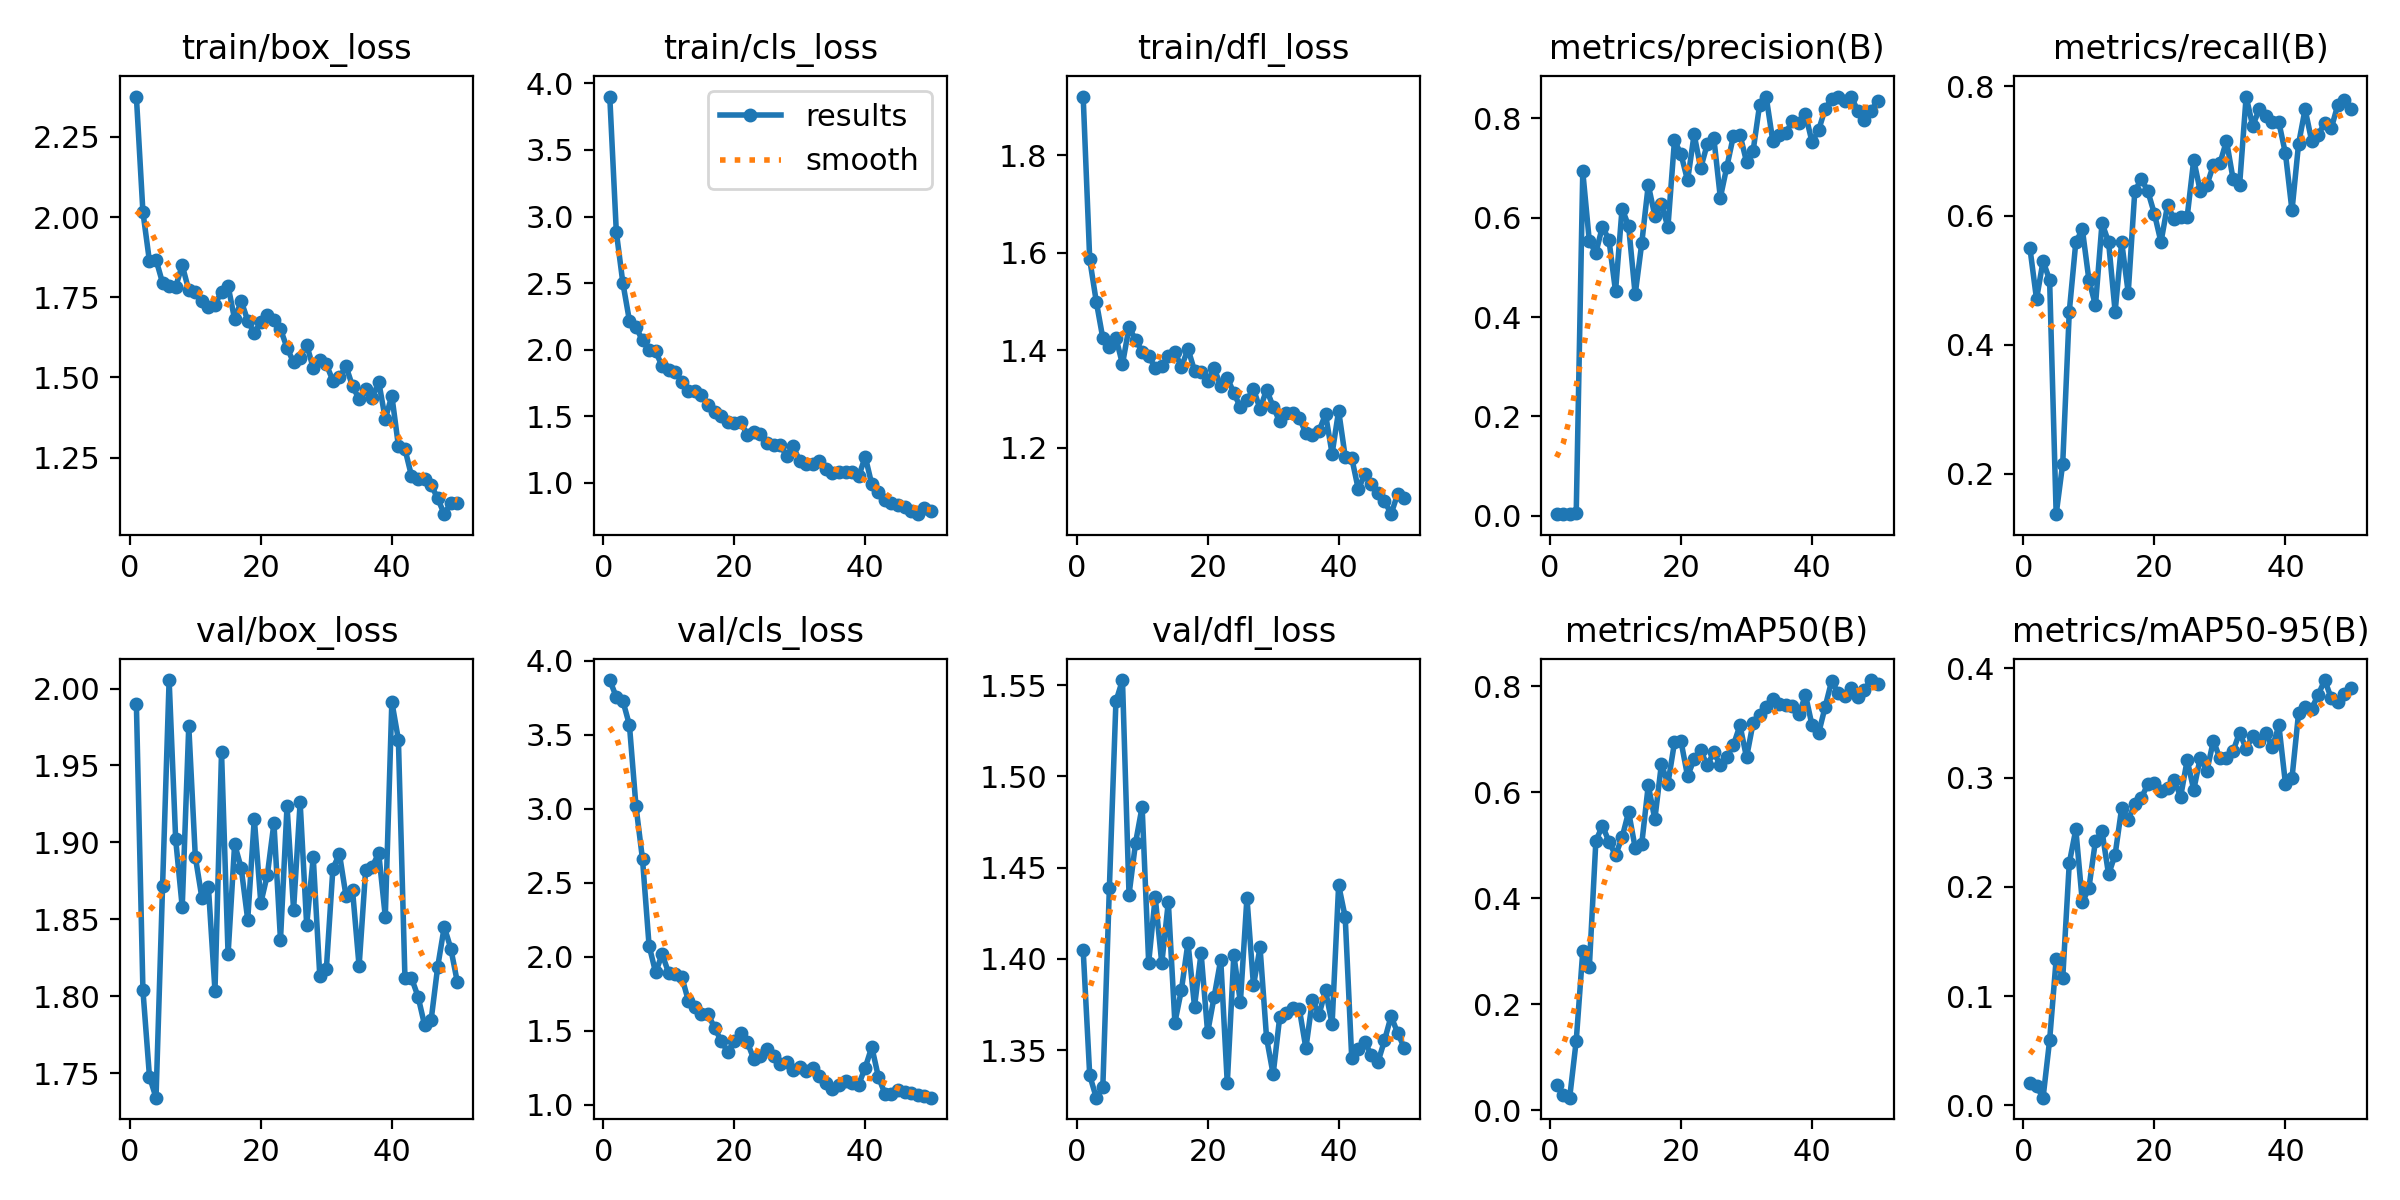 train/box_loss
2.25
2.00
1.75
1.50
1.25
0 20 40
train/cls_loss
results
smooth
4.0
3.5
3.0
2.5
2.0
1.5
1.0
0 20 40
train/dfl_loss
1.8
1.6
1.4
1.2
0 20 40
metrics/precision(B)
0.8
0.6
0.4
0.2
0.0
0 20 40
metrics/recall(B)
0.8
0.6
0.4
0.2
0 20 40
val/box_loss
2.00
1.95
1.90
1.85
1.80
1.75
0 20 40
val/cls_loss
4.0
3.5
3.0
2.5
2.0
1.5
1.0
0 20 40
val/dfl_loss
1.55
1.50
1.45
1.40
1.35
0 20 40
metrics/mAP50(B)
0.8
0.6
0.4
0.2
0.0
0 20 40
metrics/mAP50-95(B)
0.4
0.3
0.2
0.1
0.0
0 20 40